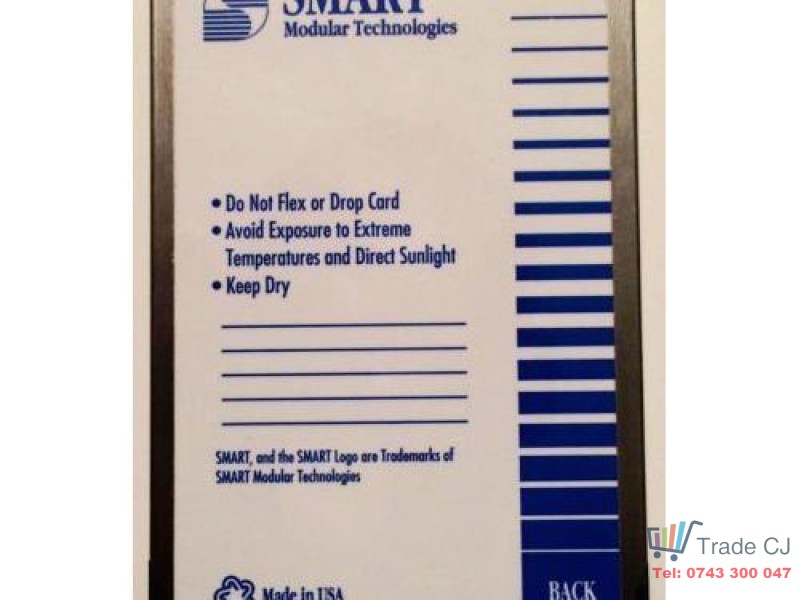 SMART
Modular Technologies
• Do Not Flex or Drop Card
• Avoid Exposure to Extreme
Temperatures and Direct Sunlight
• Keep Dry
SMART, and the SMART Logo are Trademarks of
SMART Modular Technologies
Made in USA
BACK
Trade CJ
Tel: 0743 300 047